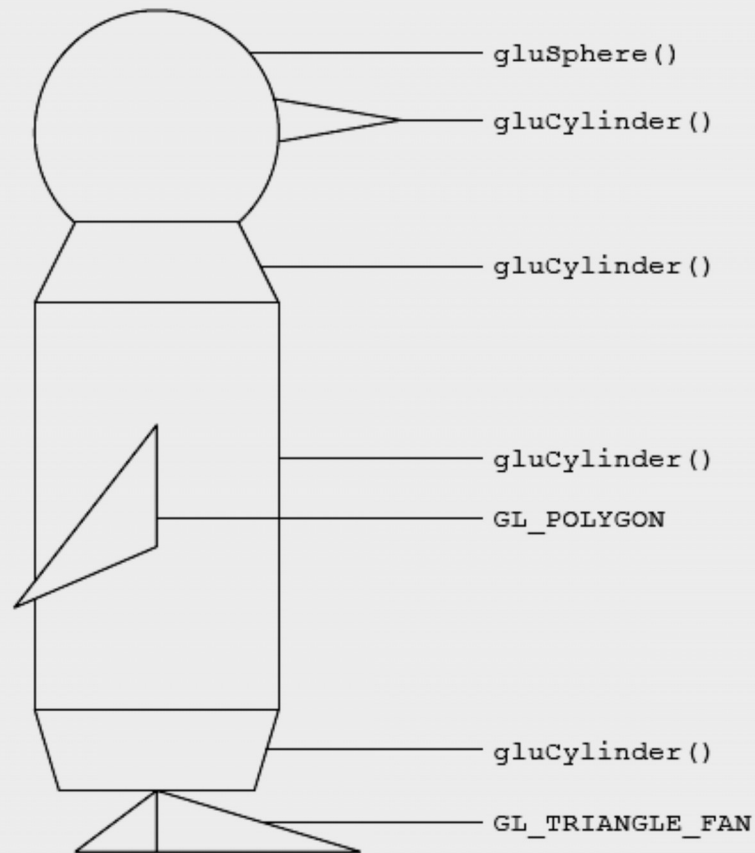 gluSphere()
gluCylinder()
gluCylinder()
gluCylinder()
GL_POLYGON
gluCylinder()
GL_TRIANGLE_FAN